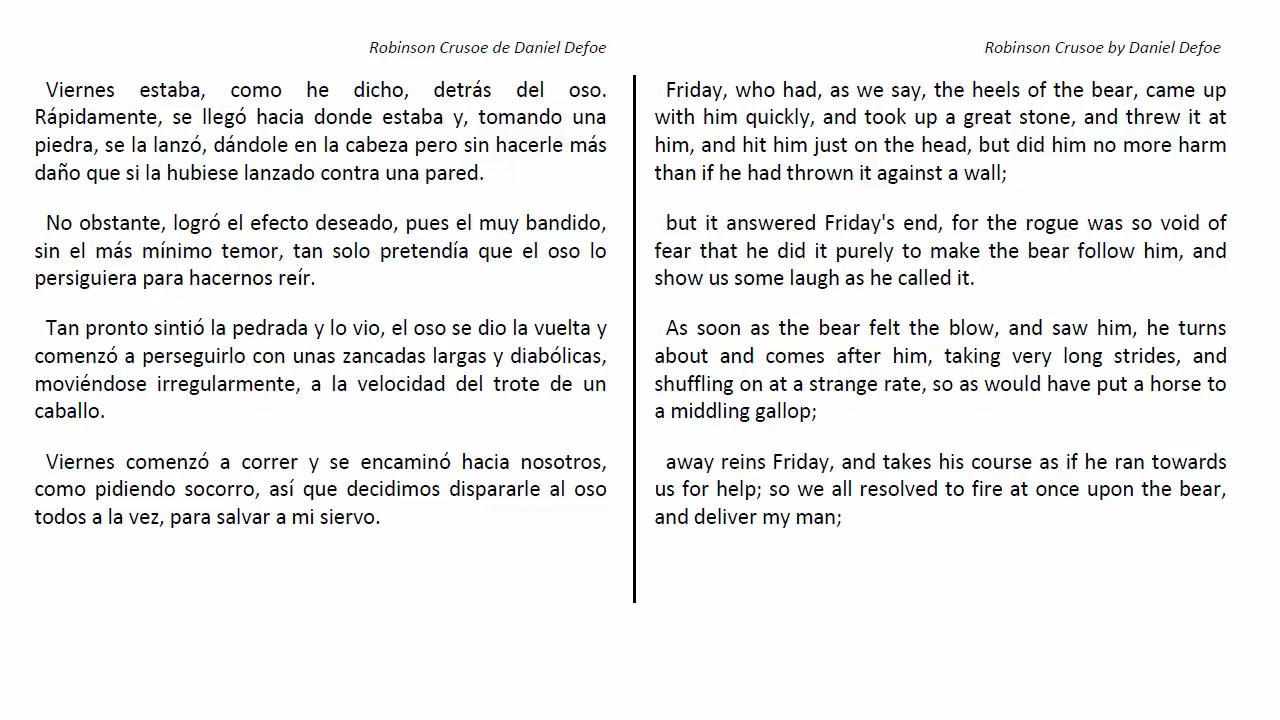 Robinson Crusoe de Daniel Defoe
Viernes estaba, como he dicho, detrás del oso.
Rápidamente, se llegó hacia donde estaba y, tomando una
piedra, se la lanzó, dándole en la cabeza pero sin hacerle más
daño que si la hubiese lanzado contra una pared.
No obstante, logró el efecto deseado, pues el muy bandido,
sin el más mínimo temor, tan solo pretendía que el oso lo
persiguiera para hacernos reír.
Tan pronto sintió la pedrada y lo vio, el oso se dio la vuelta y
comenzó a perseguirlo con unas zancadas largas y diabólicas,
moviéndose irregularmente, a la velocidad del trote de un
caballo.
Viernes comenzó a correr y se encaminó hacia nosotros,
como pidiendo socorro, así que decidimos dispararle al oso
todos a la vez, para salvar a mi siervo.
Robinson Crusoe by Daniel Defoe
Friday, who had, as we say, the heels of the bear, came up
with him quickly, and took up a great stone, and threw it at
him, and hit him just on the head, but did him no more harm
than if he had thrown it against a wall;
but it answered Friday's end, for the rogue was so void of
fear that he did it purely to make the bear follow him, and
show us some laugh as he called it.
As soon as the bear felt the blow, and saw him, he turns
about and comes after him, taking very long strides, and
shuffling on at a strange rate, so as would have put a horse to
a middling gallop;
away reins Friday, and takes his course as if he ran towards
us for help; so we all resolved to fire at once upon the bear,
and deliver my man;